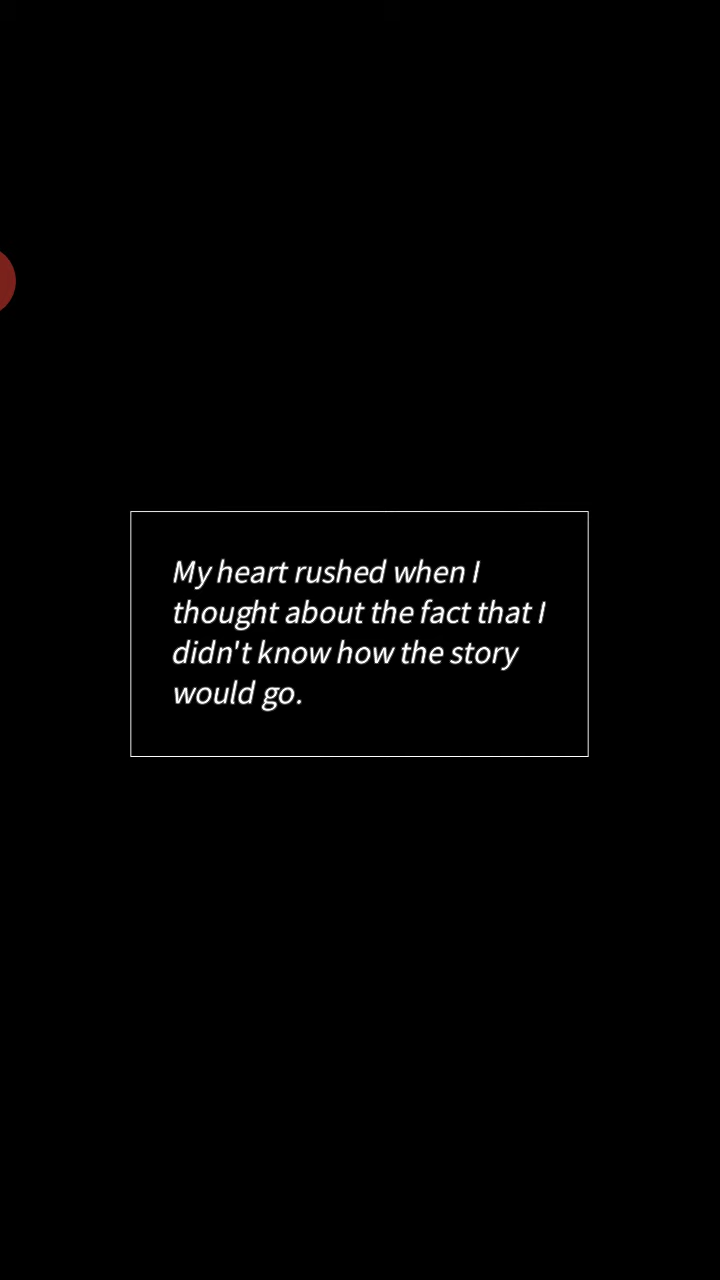 My heart rushed when I
thought about the fact that I
didn't know how the story
would go.